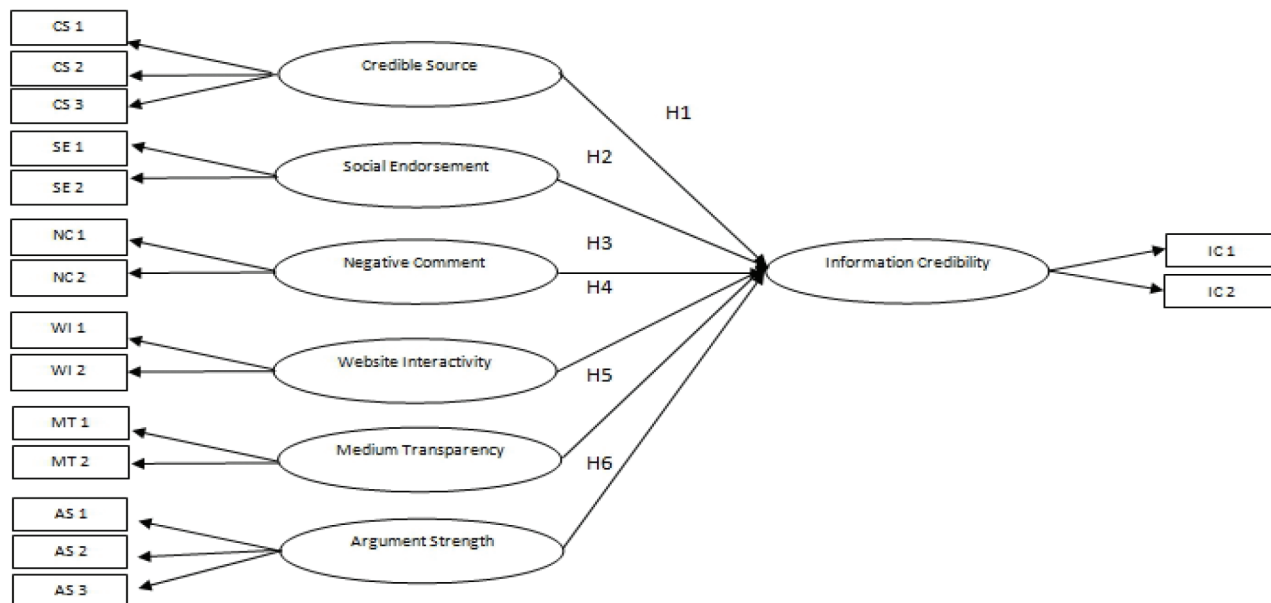 CS 1
CS 2
CS 3
SE 1
SE 2
NC 1
NC 2
WI 1
WI 2
MT 1
MT 2
AS 1
AS 2
AS 3
Credible Source
Social Endorsement
Negative Comment
Website Interactivity
Medium Transparency
Argument Strength
H1
H2
H3
H4
H5
H6
Information Credibility
IC 1
IC 2